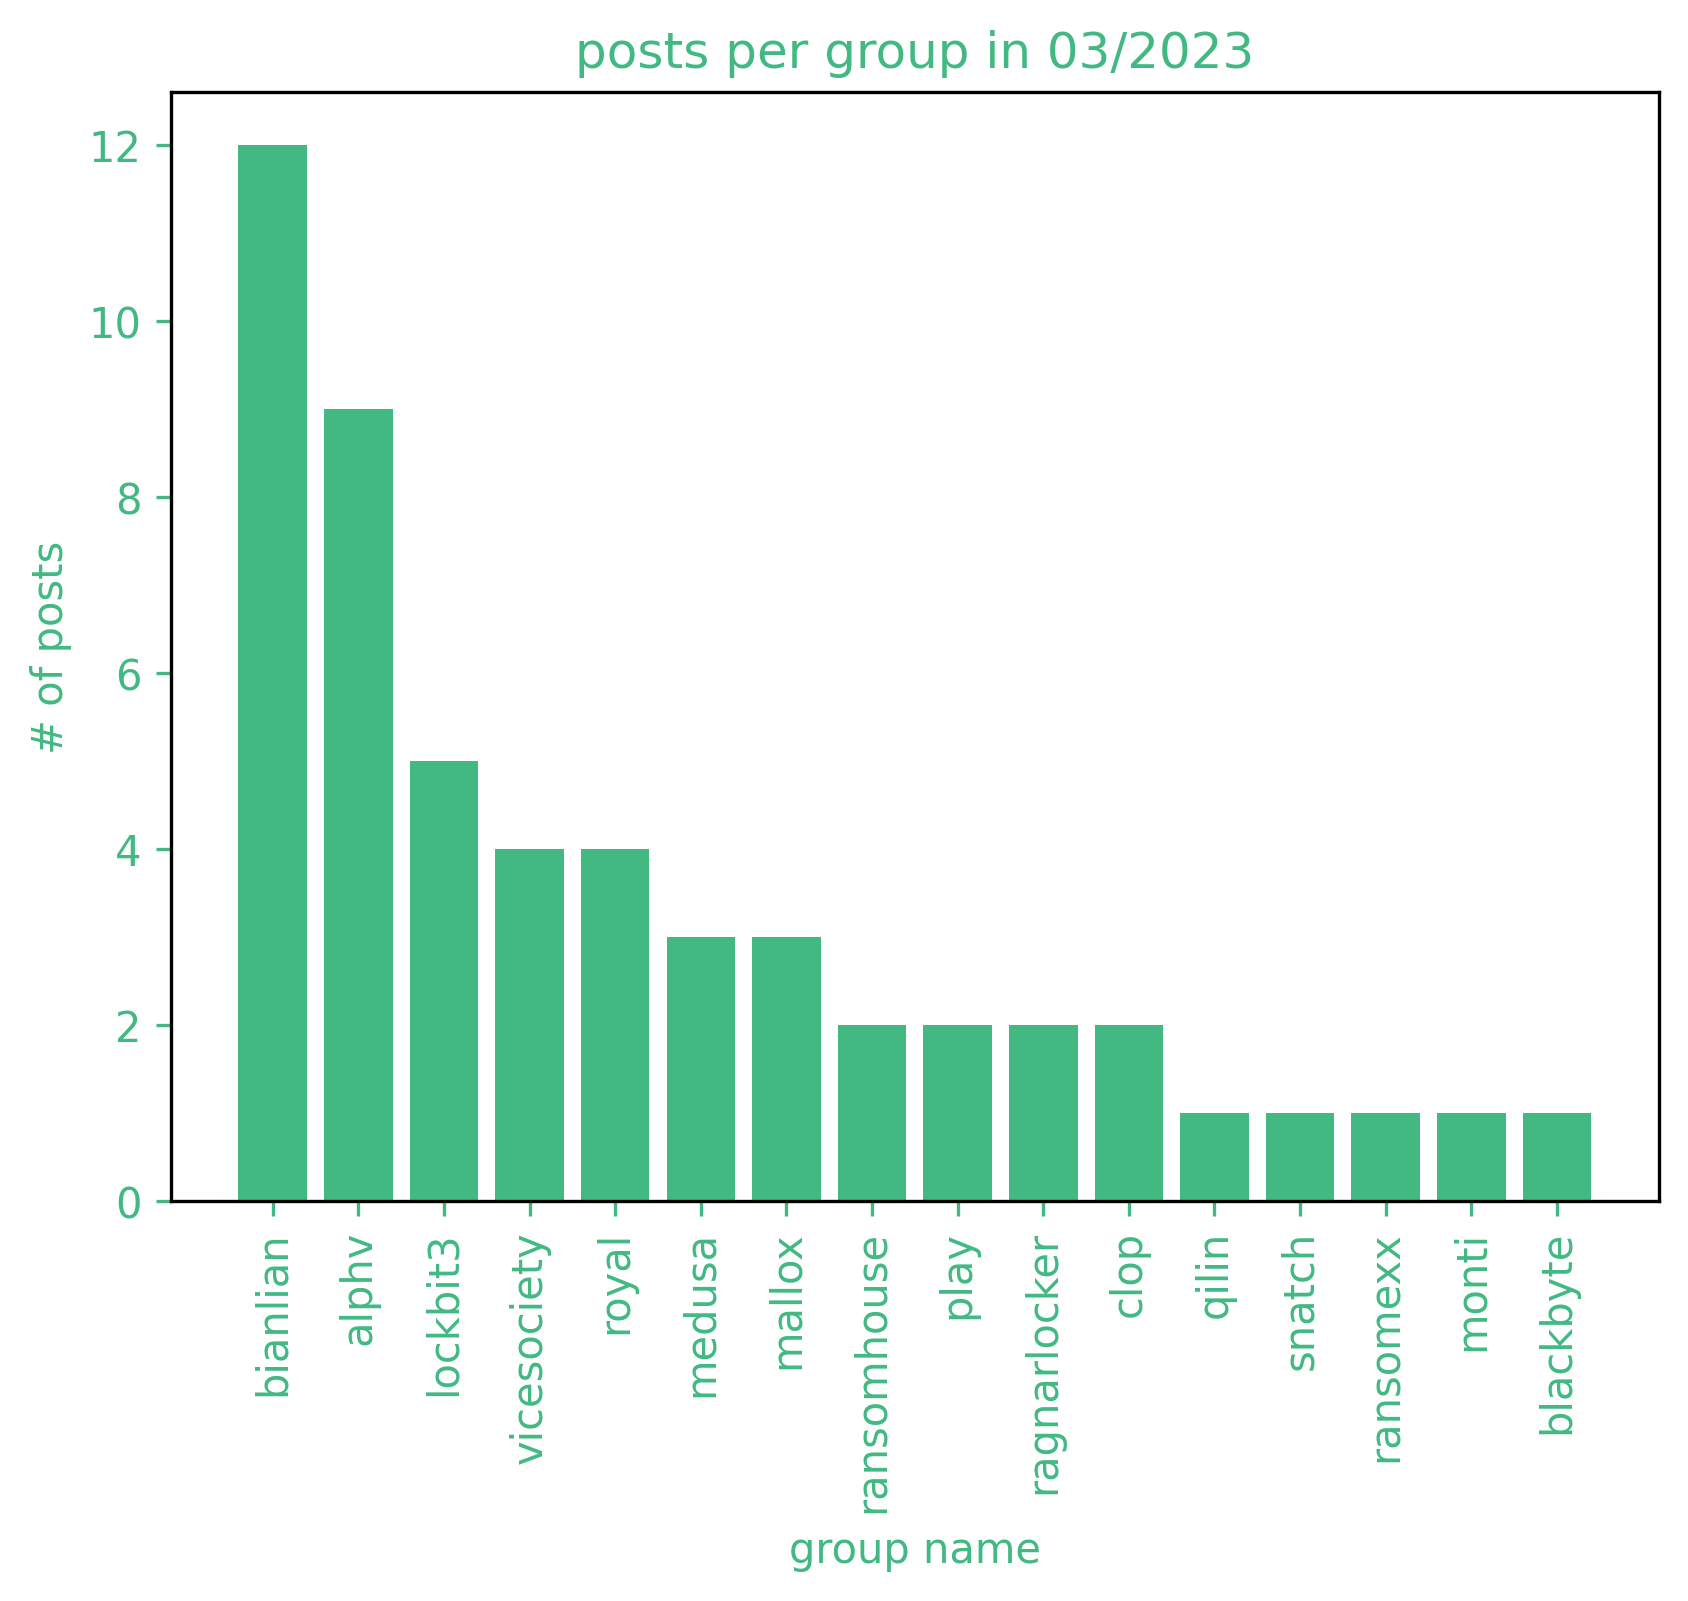 posts per group in 03/2023
12
10
8
6
4
2
0
# of posts
bianlian
alphv
lockbit3
vicesociety
royal
medusa
mallox
ransomhouse
play
ragnarlocker
clop
qilin
snatch
ransomexx
monti
blackbyte
group name